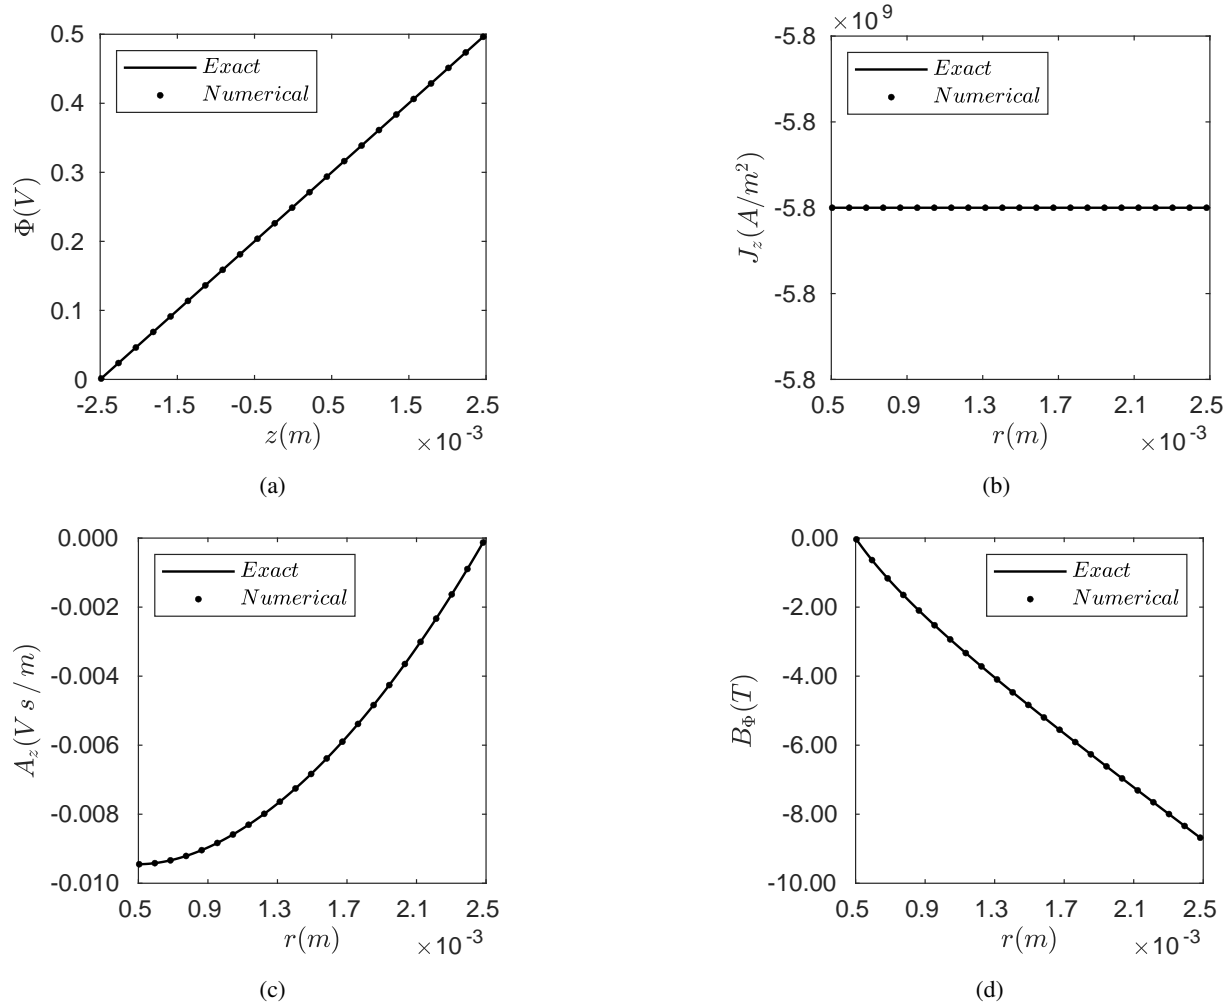 0.5
0.4
0.3
0.2
0.1
0
Φ(V)
Exact
Numerical
-2.5 -1.5 -0.5 0.5 1.5 2.5
z(m)
×10⁻³
(a)
×10⁹
-5.8
-5.8
-5.8
-5.8
-5.8
J_z(A/m²)
Exact
Numerical
0.5 0.9 1.3 1.7 2.1 2.5
r(m)
×10⁻³
(b)
0.000
-0.002
-0.004
-0.006
-0.008
-0.010
A_z(V s / m)
Exact
Numerical
0.5 0.9 1.3 1.7 2.1 2.5
r(m)
×10⁻³
(c)
0.00
-2.00
-4.00
-6.00
-8.00
-10.00
B_Φ(T)
Exact
Numerical
0.5 0.9 1.3 1.7 2.1 2.5
r(m)
×10⁻³
(d)